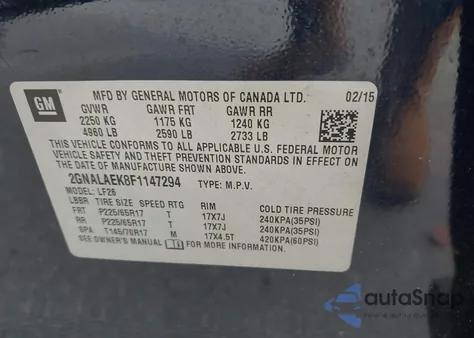 GM
MFD BY GENERAL MOTORS OF CANADA LTD. 02/15
GVWR GAWR FRT GAWR RR
2250 KG 1175 KG 1240 KG
4960 LB 2590 LB 2733 LB
THIS VEHICLE CONFORMS TO ALL APPLICABLE U.S. FEDERAL MOTOR
VEHICLE SAFETY AND THEFT PREVENTION STANDARDS IN EFFECT ON
THE DATE OF MANUFACTURE SHOWN ABOVE.
2GNALAEK8F1147294 TYPE: M.P.V.
MODEL: LF26
LBBR TIRE SIZE SPEED RTG RIM COLD TIRE PRESSURE
FRT P225/65R17 T 17X7J 240KPA(35PSI)
RR P225/65R17 T 17X7J 240KPA(35PSI)
SPA T145/70R17 M 17X4.5T 420KPA(60PSI)
SEE OWNER'S MANUAL FOR MORE INFORMATION
autoSnap